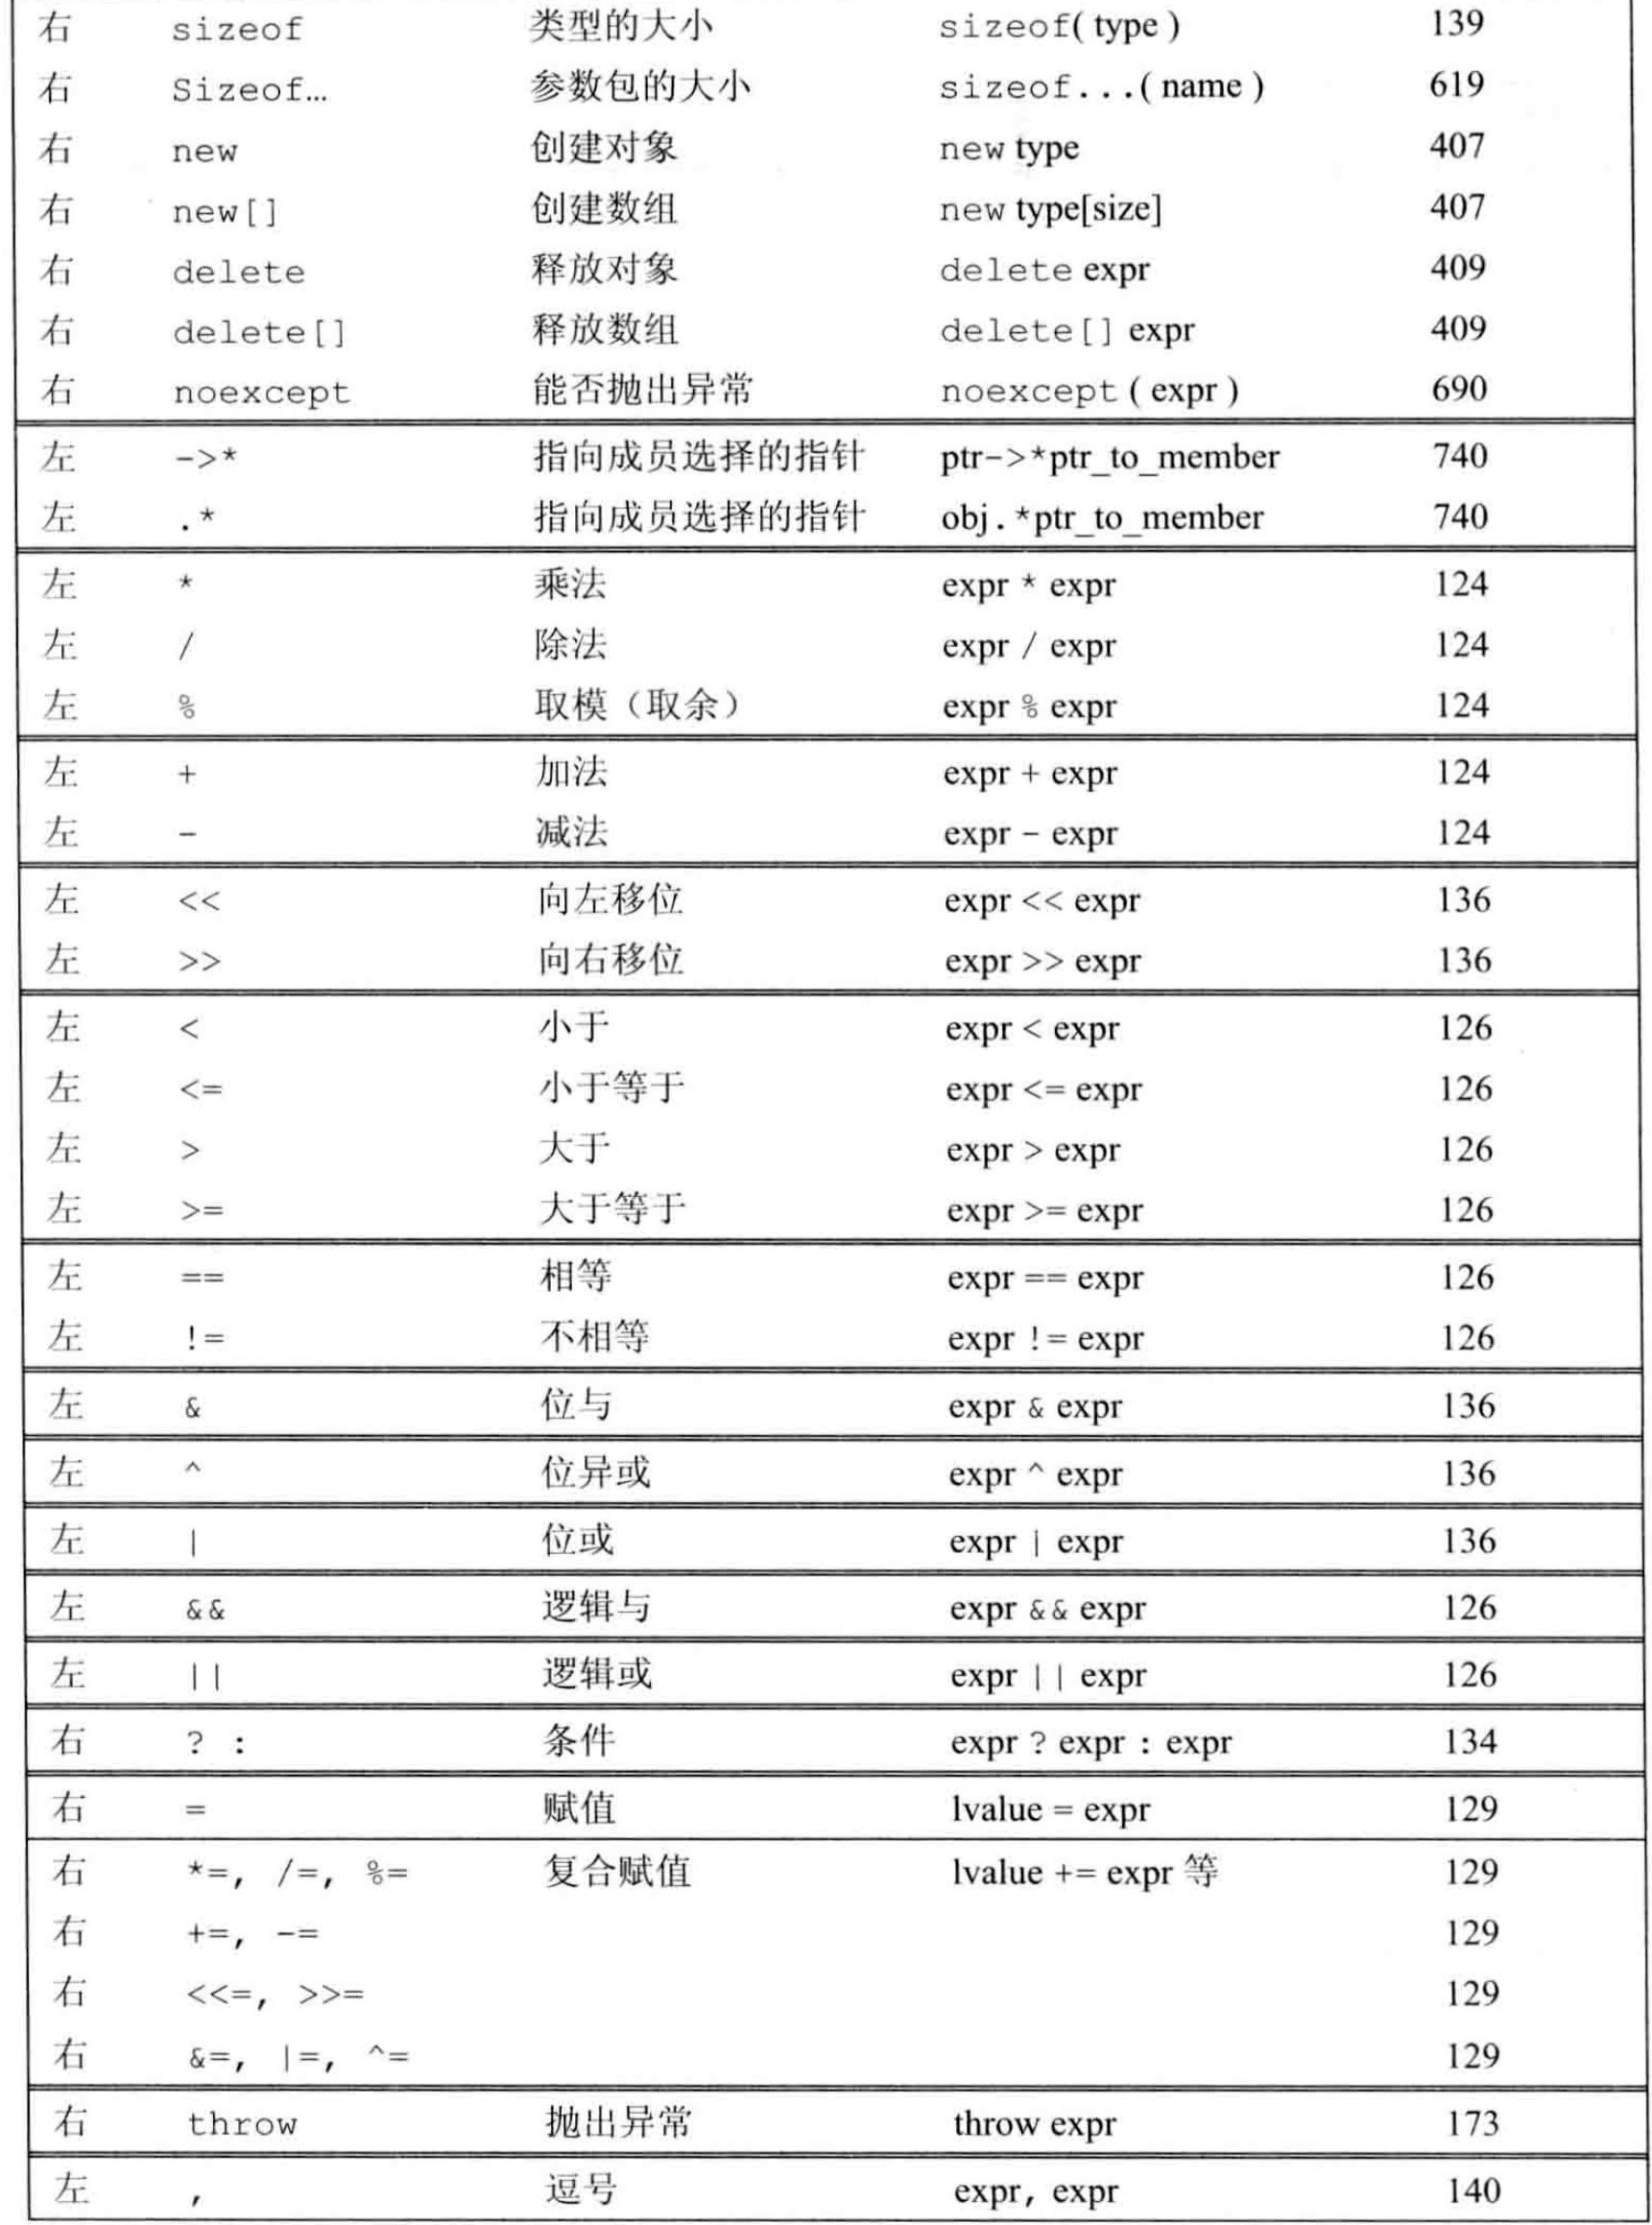 右 sizeof 类型的大小 sizeof( type ) 139
右 Sizeof… 参数包的大小 sizeof...( name ) 619
右 new 创建对象 new type 407
右 new[] 创建数组 new type[size] 407
右 delete 释放对象 delete expr 409
右 delete[] 释放数组 delete[] expr 409
右 noexcept 能否抛出异常 noexcept ( expr ) 690
左 ->* 指向成员选择的指针 ptr->*ptr_to_member 740
左 .* 指向成员选择的指针 obj.*ptr_to_member 740
左 * 乘法 expr * expr 124
左 / 除法 expr / expr 124
左 % 取模（取余） expr % expr 124
左 + 加法 expr + expr 124
左 - 减法 expr - expr 124
左 << 向左移位 expr << expr 136
左 >> 向右移位 expr >> expr 136
左 < 小于 expr < expr 126
左 <= 小于等于 expr <= expr 126
左 > 大于 expr > expr 126
左 >= 大于等于 expr >= expr 126
左 == 相等 expr == expr 126
左 != 不相等 expr != expr 126
左 & 位与 expr & expr 136
左 ^ 位异或 expr ^ expr 136
左 | 位或 expr | expr 136
左 && 逻辑与 expr && expr 126
左 || 逻辑或 expr || expr 126
右 ? : 条件 expr ? expr : expr 134
右 = 赋值 lvalue = expr 129
右 *=, /=, %= 复合赋值 lvalue += expr 等 129
右 +=, -= 129
右 <<=, >>= 129
右 &=, |=, ^= 129
右 throw 抛出异常 throw expr 173
左 , 逗号 expr, expr 140